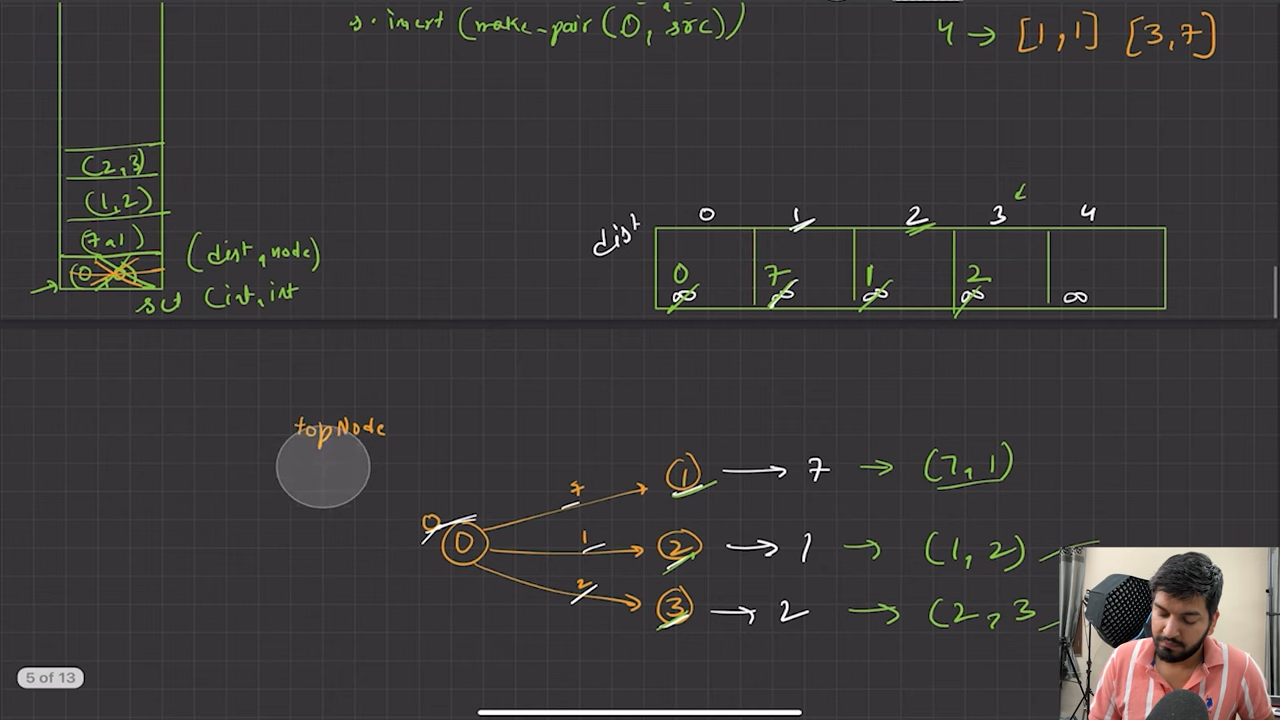 s.insert (make-pair (0, src))
4 → [1,1] [3,7]
(2,3)
(1,2)
(7,1)
(dist, node)
set (int, int
dist
0 1 2 3 4
0 7 1 2
∞ ∞ ∞ ∞ ∞
topNode
0
0
7
1 → 7 → (7, 1)
1
2 → 1 → (1, 2)
2
3 → 2 → (2, 3
5 of 13